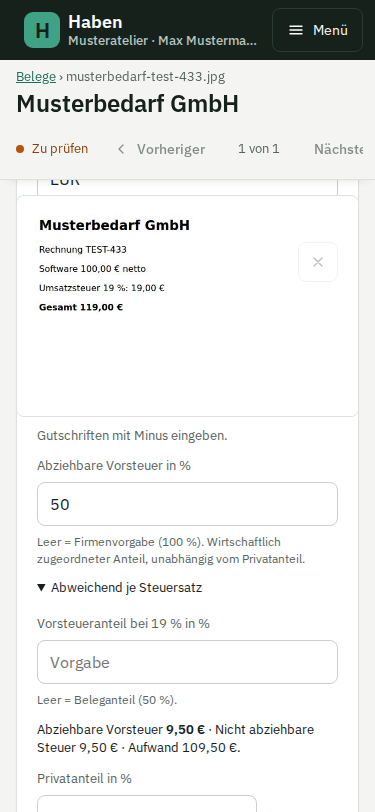 H
Haben
Musteratelier · Max Musterma…
Menü
Belege › musterbedarf-test-433.jpg
Musterbedarf GmbH
Zu prüfen
Vorheriger
1 von 1
Nächste
EUR
Musterbedarf GmbH
Rechnung TEST-433
Software 100,00 € netto
Umsatzsteuer 19 %: 19,00 €
Gesamt 119,00 €
Gutschriften mit Minus eingeben.
Abziehbare Vorsteuer in %
50
Leer = Firmenvorgabe (100 %). Wirtschaftlich
zugeordneter Anteil, unabhängig vom Privatanteil.
Abweichend je Steuersatz
Vorsteueranteil bei 19 % in %
Vorgabe
Leer = Beleganteil (50 %).
Abziehbare Vorsteuer 9,50 € · Nicht abziehbare
Steuer 9,50 € · Aufwand 109,50 €.
Privatanteil in %